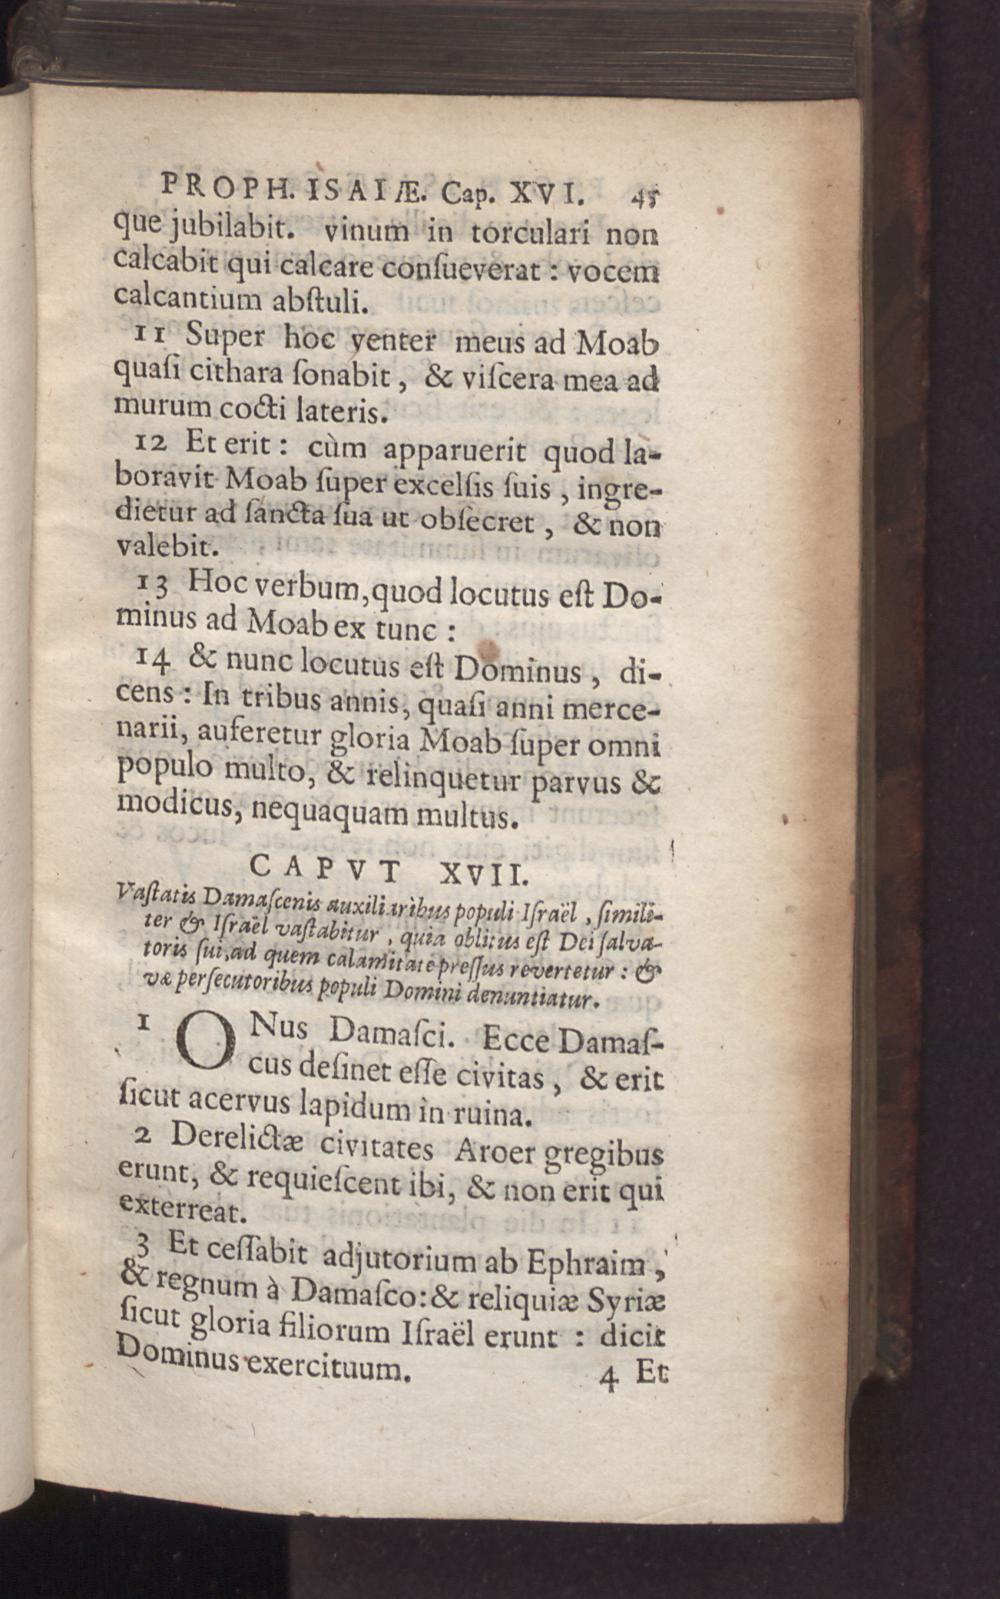 PROPH. ISAIÆ. Cap. XVI. 45
que jubilabit. vinum in torculari non
calcabit qui calcare conſueverat : vocem
calcantium abſtuli.
11 Super hoc venter meus ad Moab
quaſi cithara ſonabit, & viſcera mea ad
murum cocti lateris.
12 Et erit : cùm apparuerit quod la-
boravit Moab ſuper excelſis ſuis, ingre-
dietur ad ſancta ſua ut obſecret, & non
valebit.
13 Hoc verbum, quod locutus eſt Do-
minus ad Moab ex tunc :
14 & nunc locutus eſt Dominus, di-
cens : In tribus annis, quaſi anni merce-
narii, auferetur gloria Moab ſuper omni
populo multo, & relinquetur parvus &
modicus, nequaquam multus.
CAPVT XVII.
Vaſtatis Damaſcenis auxiliaribus populi Iſraël, ſimili-
ter & Iſraël vaſtabitur, quia oblitus eſt Dei ſalva-
toris ſui, ad quem calamitate preſſus revertetur : &
væ perſecutoribus populi Domini denuntiatur.
1 ONus Damaſci. Ecce Damaſ-
cus deſinet eſſe civitas, & erit
ſicut acervus lapidum in ruina.
2 Derelictæ civitates Aroer gregibus
erunt, & requieſcent ibi, & non erit qui
exterreat.
3 Et ceſſabit adjutorium ab Ephraim,
& regnum à Damaſco : & reliquiæ Syriæ
ſicut gloria filiorum Iſraël erunt : dicit
Dominus exercituum.
4 Et